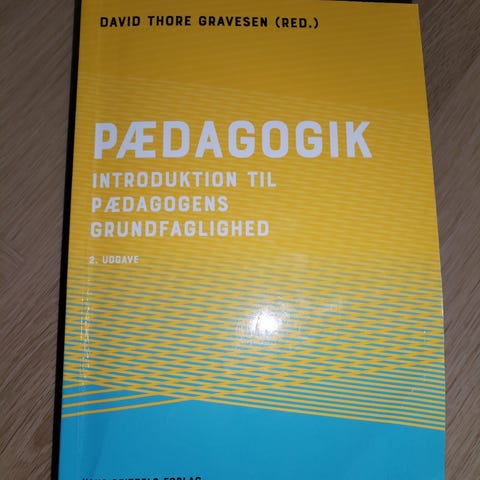 DAVID THORE GRAVESEN (RED.)
PÆDAGOGIK
INTRODUKTION TIL
PÆDAGOGENS
GRUNDFAGLIGHED
2. UDGAVE